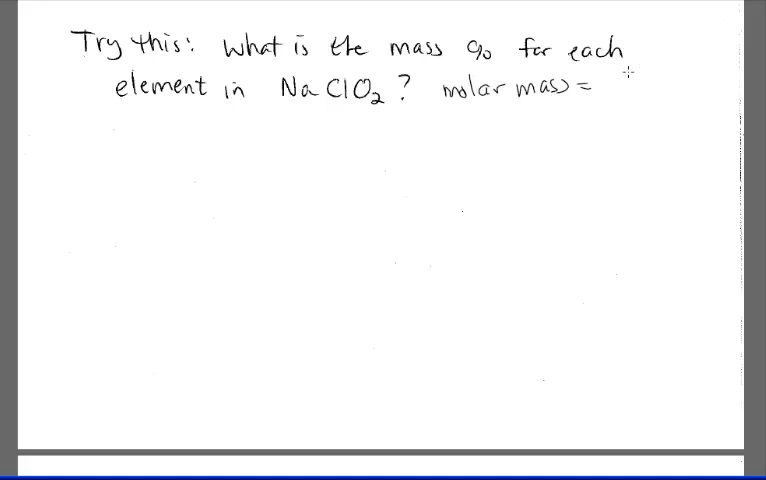 Try this: What is the mass % for each
element in NaClO₂? molar mass =